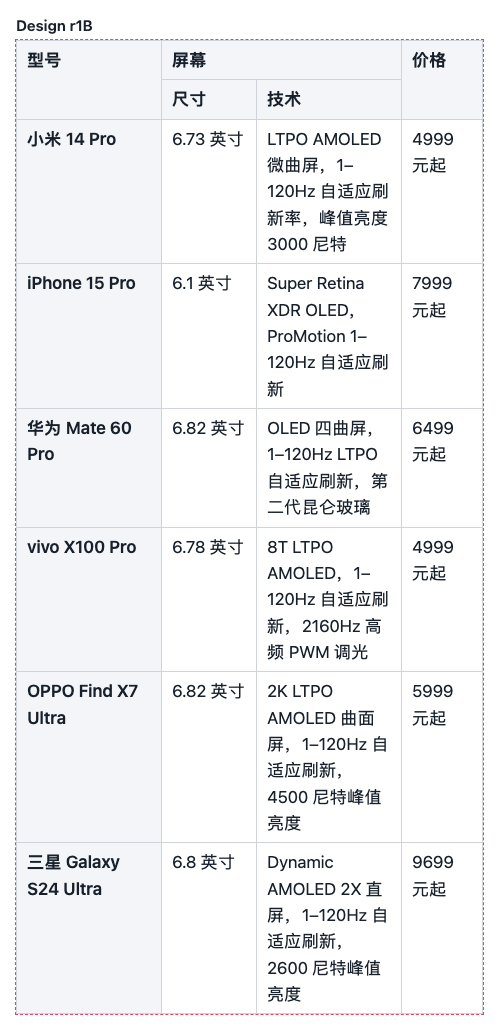 Design r1B
型号
屏幕
价格
尺寸
技术
小米 14 Pro
6.73 英寸
LTPO AMOLED
微曲屏，1–
120Hz 自适应刷
新率，峰值亮度
3000 尼特
4999
元起
iPhone 15 Pro
6.1 英寸
Super Retina
XDR OLED，
ProMotion 1–
120Hz 自适应刷
新
7999
元起
华为 Mate 60
Pro
6.82 英寸
OLED 四曲屏，
1–120Hz LTPO
自适应刷新，第
二代昆仑玻璃
6499
元起
vivo X100 Pro
6.78 英寸
8T LTPO
AMOLED，1–
120Hz 自适应刷
新，2160Hz 高
频 PWM 调光
4999
元起
OPPO Find X7
Ultra
6.82 英寸
2K LTPO
AMOLED 曲面
屏，1–120Hz 自
适应刷新，
4500 尼特峰值
亮度
5999
元起
三星 Galaxy
S24 Ultra
6.8 英寸
Dynamic
AMOLED 2X 直
屏，1–120Hz 自
适应刷新，
2600 尼特峰值
亮度
9699
元起